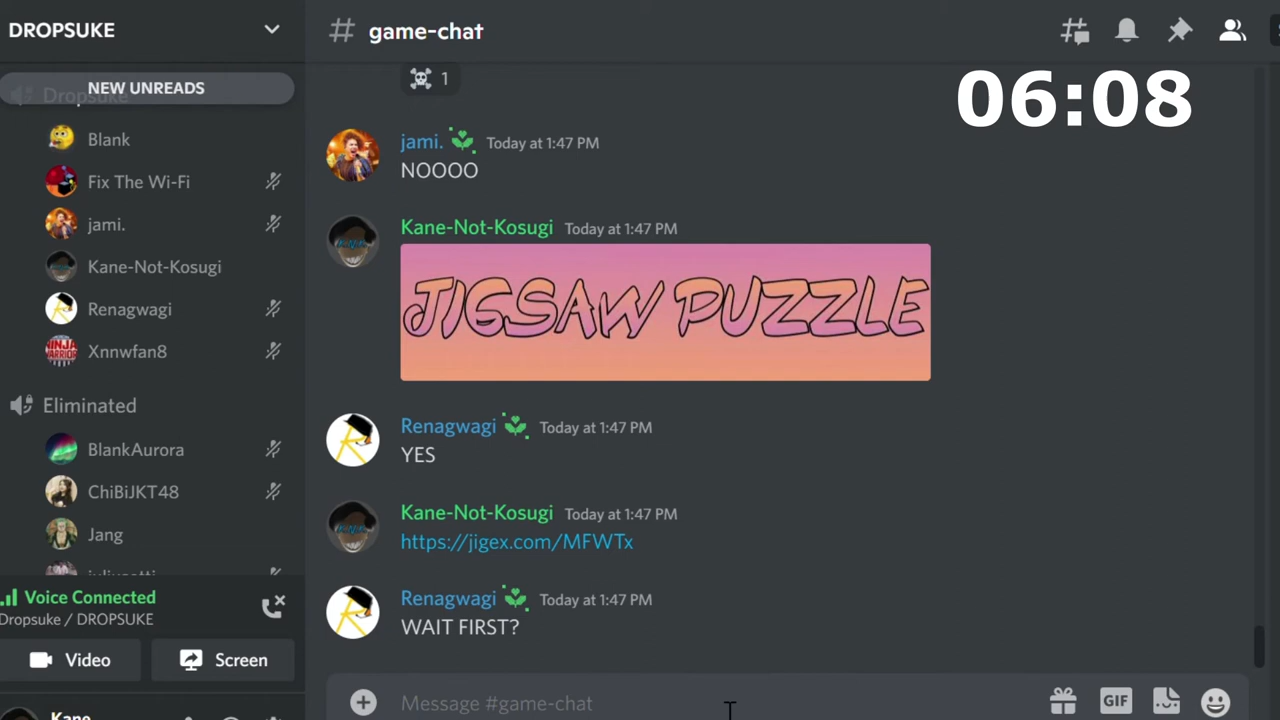 DROPSUKE
NEW UNREADS
Dropsuke
Blank
Fix The Wi-Fi
jami.
Kane-Not-Kosugi
Renagwagi
Xnnwfan8
Eliminated
BlankAurora
ChiBiJKT48
Jang
Voice Connected
Dropsuke / DROPSUKE
Video
Screen
Kane
# game-chat
06:08
1
jami. Today at 1:47 PM
NOOOO
Kane-Not-Kosugi Today at 1:47 PM
JIGSAW PUZZLE
Renagwagi Today at 1:47 PM
YES
Kane-Not-Kosugi Today at 1:47 PM
https://jigex.com/MFWTx
Renagwagi Today at 1:47 PM
WAIT FIRST?
Message #game-chat
GIF